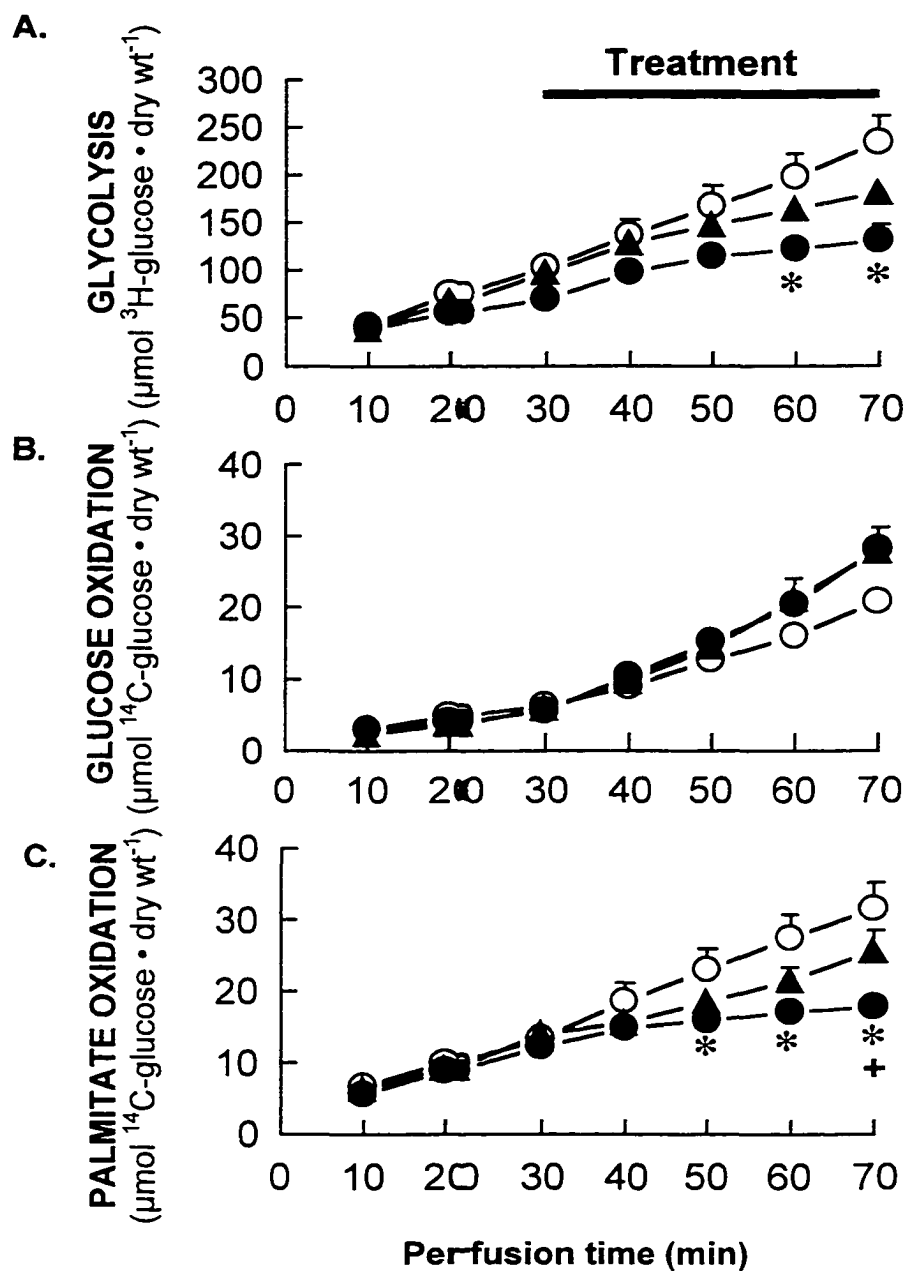 A.
Treatment
GLYCOLYSIS
(µmol ³H-glucose • dry wt⁻¹)
300
250
200
150
100
50
0
0 10 20 30 40 50 60 70
* *
B.
GLUCOSE OXIDATION
(µmol ¹⁴C-glucose • dry wt⁻¹)
40
30
20
10
0
0 10 20 30 40 50 60 70
C.
PALMITATE OXIDATION
(µmol ¹⁴C-glucose • dry wt⁻¹)
40
30
20
10
0
* * *
+
0 10 20 30 40 50 60 70
Perfusion time (min)